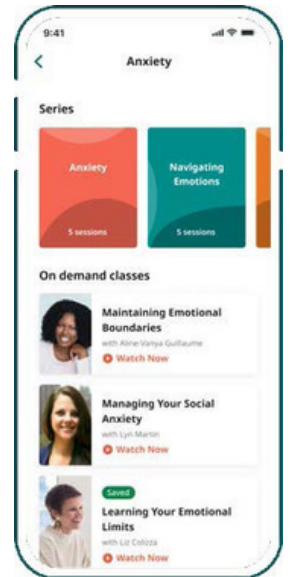 9:41
Anxiety
Series
Anxiety
5 sessions
Navigating
Emotions
5 sessions
On demand classes
Maintaining Emotional
Boundaries
with Aline Vanya Guillaume
Watch Now
Managing Your Social
Anxiety
with Lyn Martin
Watch Now
Saved
Learning Your Emotional
Limits
with Liz Colizza
Watch Now